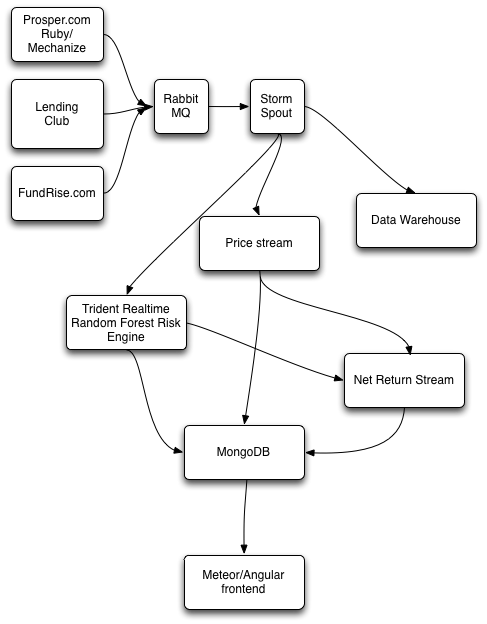 Prosper.com
Ruby/
Mechanize
Lending
Club
FundRise.com
Rabbit
MQ
Storm
Spout
Data Warehouse
Price stream
Trident Realtime
Random Forest Risk
Engine
Net Return Stream
MongoDB
Meteor/Angular
frontend